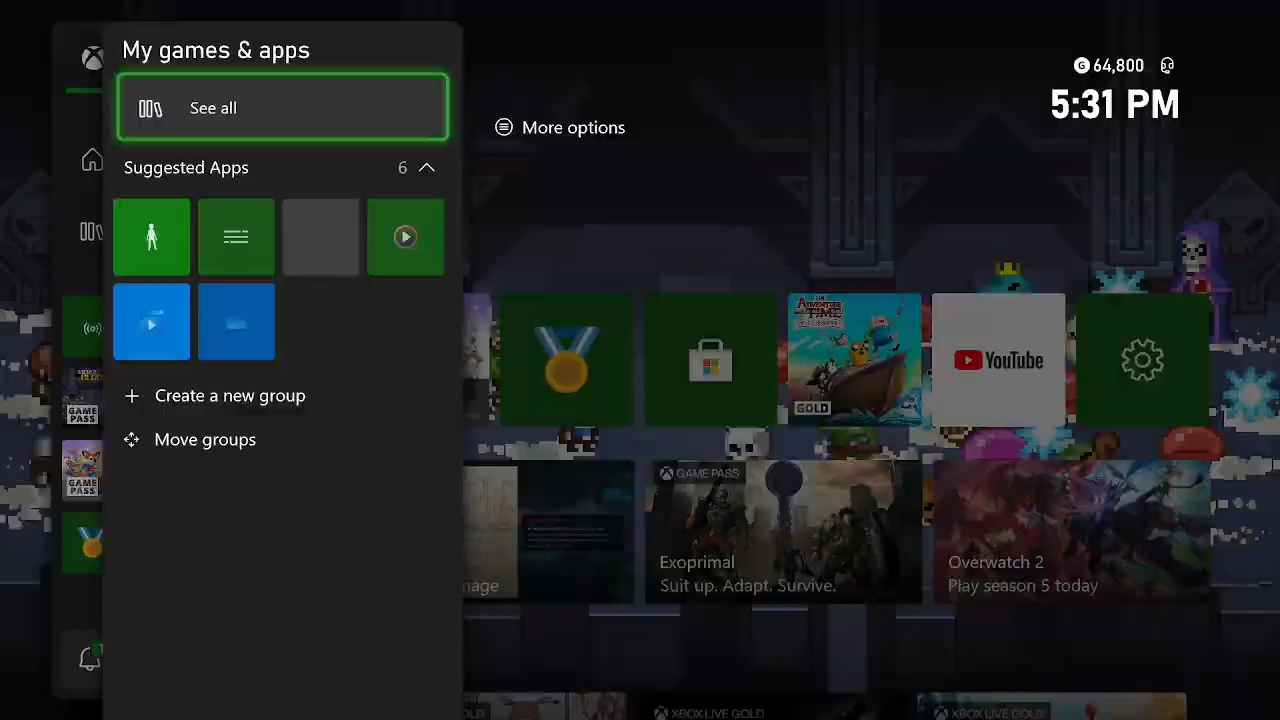 My games & apps
See all
Suggested Apps
6
Create a new group
Move groups
More options
G 64,800
5:31 PM
GAME
PASS
GAME
PASS
ADVENTURE
TIME
GOLD
YouTube
GAME PASS
Exoprimal
Suit up. Adapt. Survive.
Overwatch 2
Play season 5 today
XBOX LIVE GOLD
XBOX LIVE GOLD